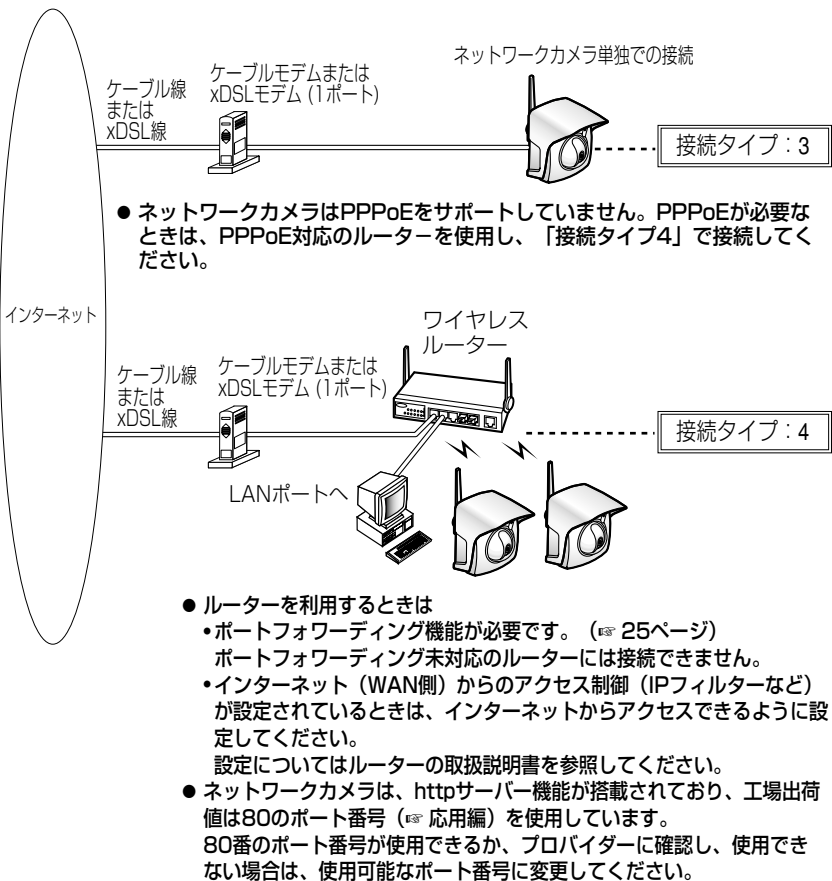 ネットワークカメラ単独での接続
ケーブル線
または
xDSL線
ケーブルモデムまたは
xDSLモデム (1ポート)
接続タイプ：3
● ネットワークカメラはPPPoEをサポートしていません。PPPoEが必要な
ときは、PPPoE対応のルーターを使用し、「接続タイプ4」で接続してく
ださい。
インターネット
ワイヤレス
ルーター
ケーブル線
または
xDSL線
ケーブルモデムまたは
xDSLモデム (1ポート)
接続タイプ：4
LANポートへ
● ルーターを利用するときは
•ポートフォワーディング機能が必要です。（☞ 25ページ）
ポートフォワーディング未対応のルーターには接続できません。
•インターネット（WAN側）からのアクセス制御（IPフィルターなど）
が設定されているときは、インターネットからアクセスできるように設
定してください。
設定についてはルーターの取扱説明書を参照してください。
● ネットワークカメラは、httpサーバー機能が搭載されており、工場出荷
値は80のポート番号（☞ 応用編）を使用しています。
80番のポート番号が使用できるか、プロバイダーに確認し、使用でき
ない場合は、使用可能なポート番号に変更してください。